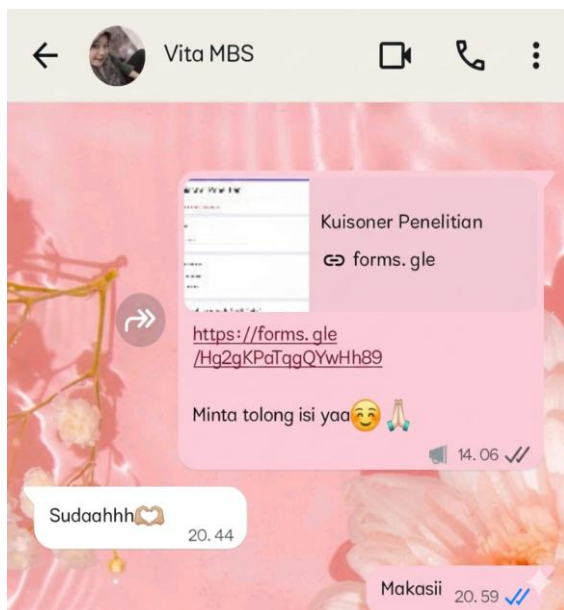 Vita MBS
Kuisoner Penelitian
forms.gle
https://forms.gle
/Hg2gKPaTqgQYwHh89
Minta tolong isi yaa☺️🙏🏻
14.06
Sudaahhh🫶🏼
20.44
Makasii
20.59